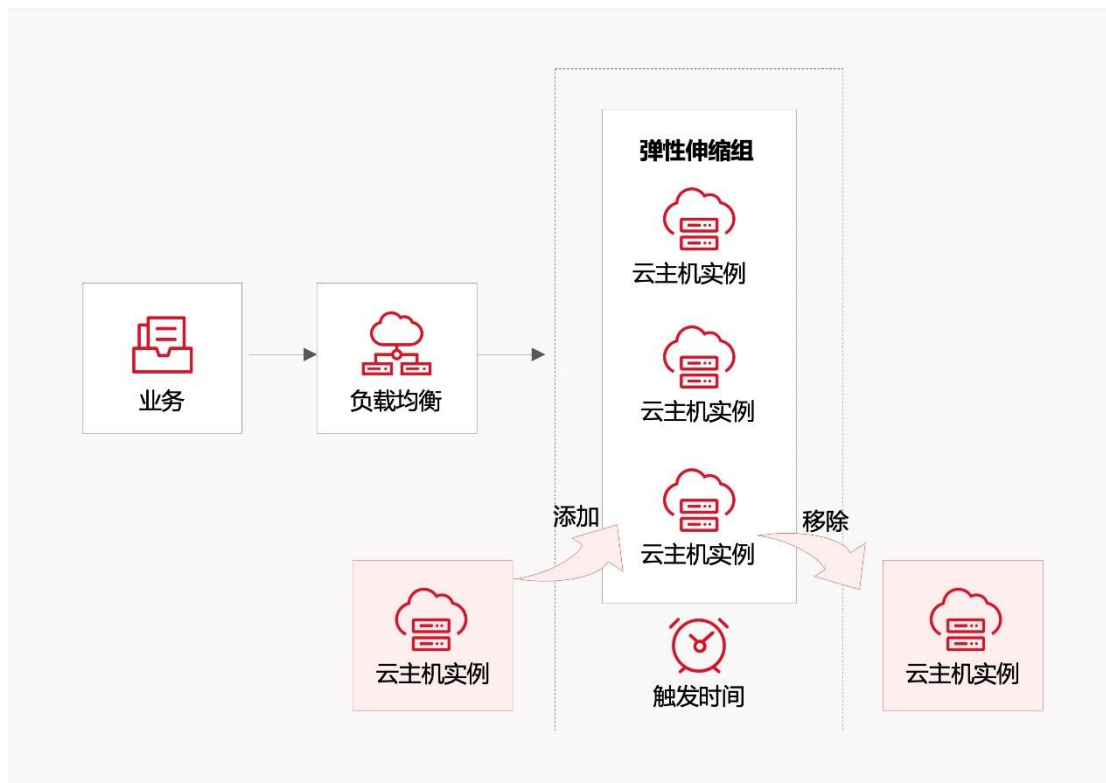 弹性伸缩组
云主机实例
业务
负载均衡
云主机实例
添加
移除
云主机实例
云主机实例
触发时间
云主机实例